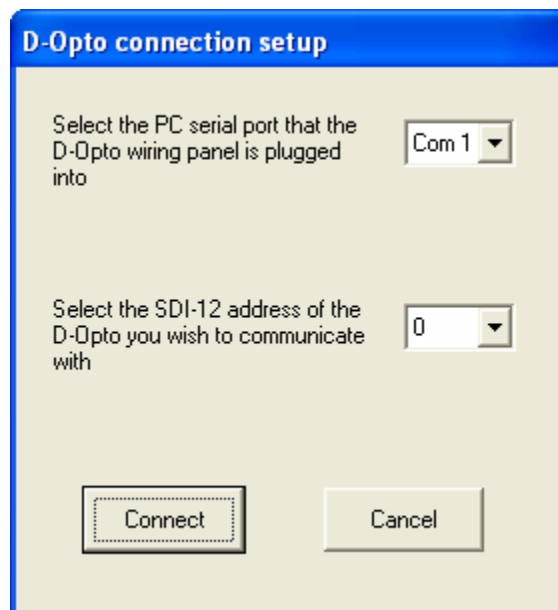 D-Opto connection setup
Select the PC serial port that the
D-Opto wiring panel is plugged
into
Com 1
Select the SDI-12 address of the
D-Opto you wish to communicate
with
0
Connect
Cancel